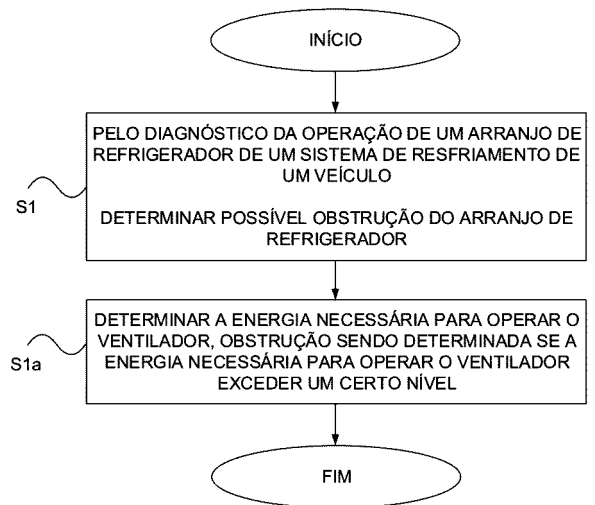 INÍCIO
PELO DIAGNÓSTICO DA OPERAÇÃO DE UM ARRANJO DE
REFRIGERADOR DE UM SISTEMA DE RESFRIAMENTO DE
UM VEÍCULO
DETERMINAR POSSÍVEL OBSTRUÇÃO DO ARRANJO DE
REFRIGERADOR
S1
DETERMINAR A ENERGIA NECESSÁRIA PARA OPERAR O
VENTILADOR, OBSTRUÇÃO SENDO DETERMINADA SE A
ENERGIA NECESSÁRIA PARA OPERAR O VENTILADOR
EXCEDER UM CERTO NÍVEL
S1a
FIM